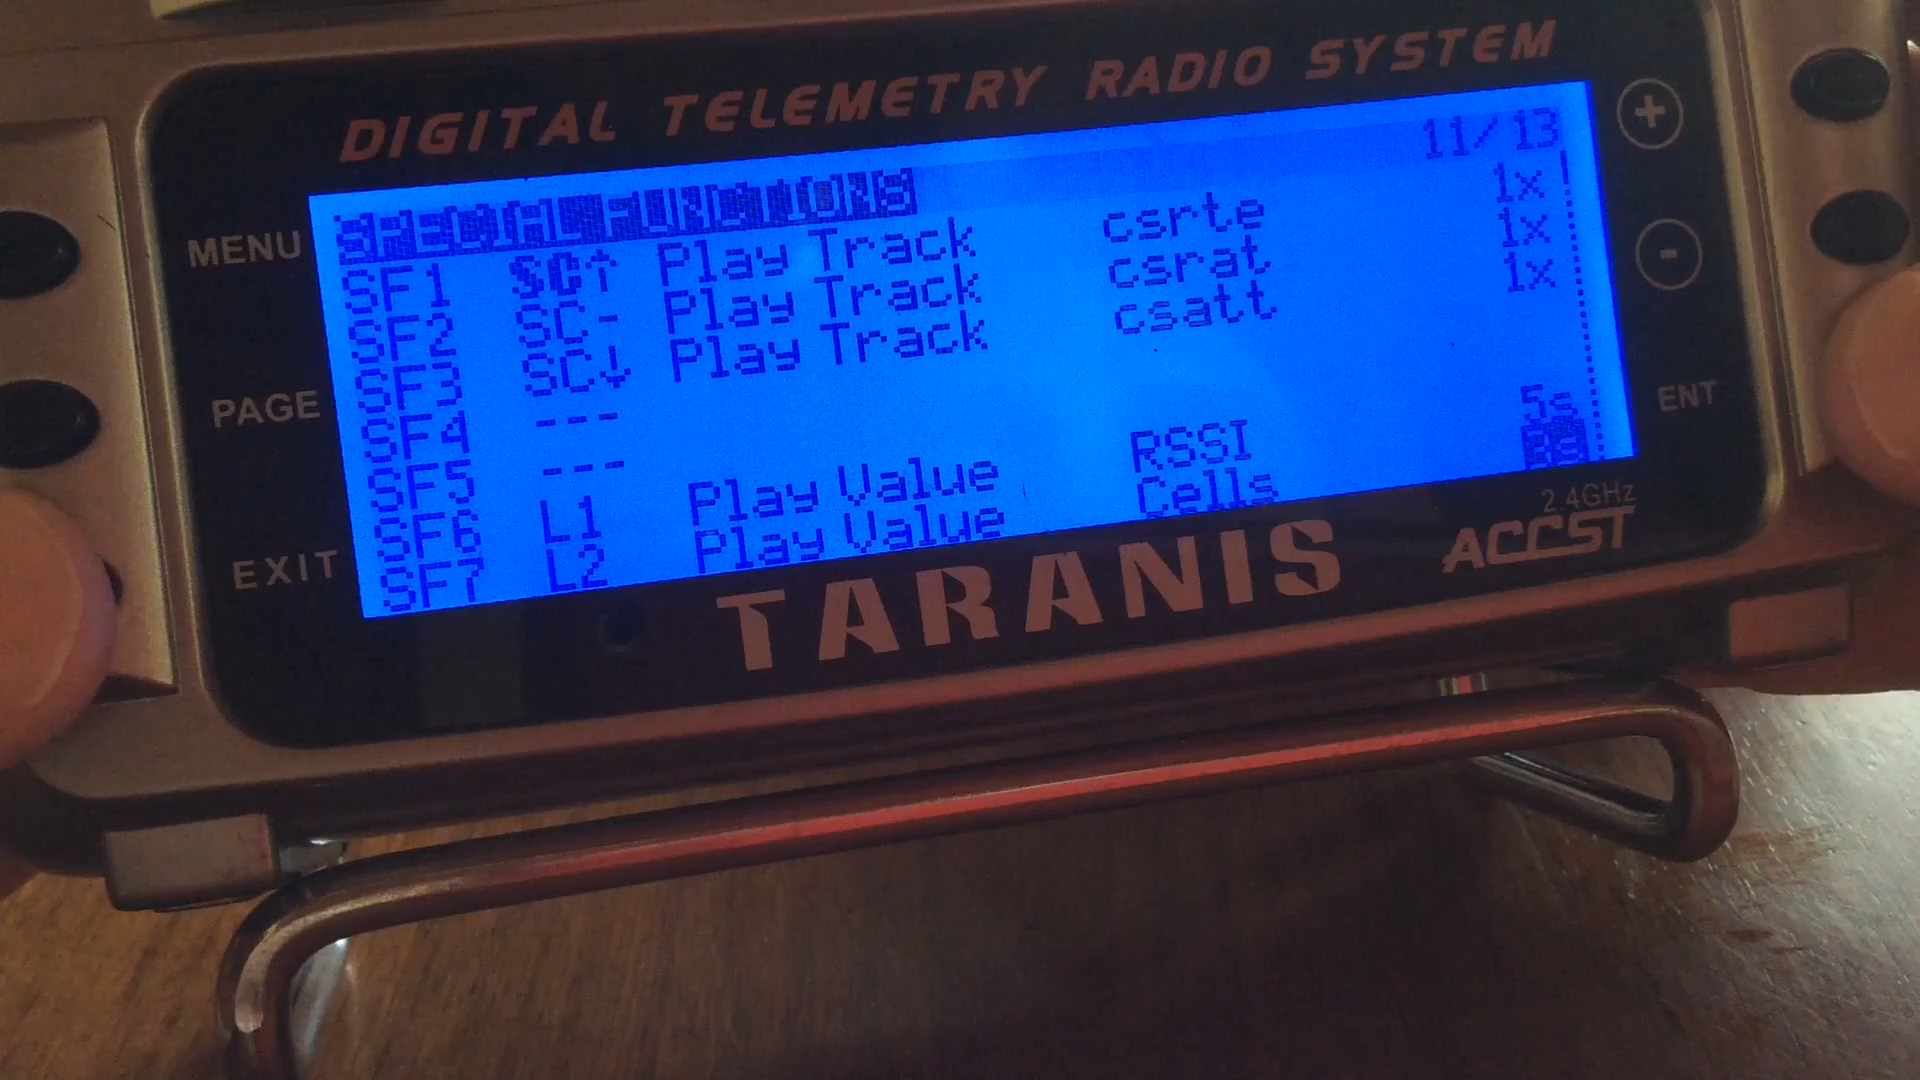 DIGITAL TELEMETRY RADIO SYSTEM
SPECIAL FUNCTIONS 11/13
SF1 SC↑ Play Track csrte 1x
SF2 SC- Play Track csrat 1x
SF3 SC↓ Play Track csatt 1x
SF4 ---
SF5 ---
SF6 L1 Play Value RSSI 5s
SF7 L2 Play Value Cells
MENU
PAGE
EXIT
+
-
ENT
2.4GHz
ACCST
TARANIS